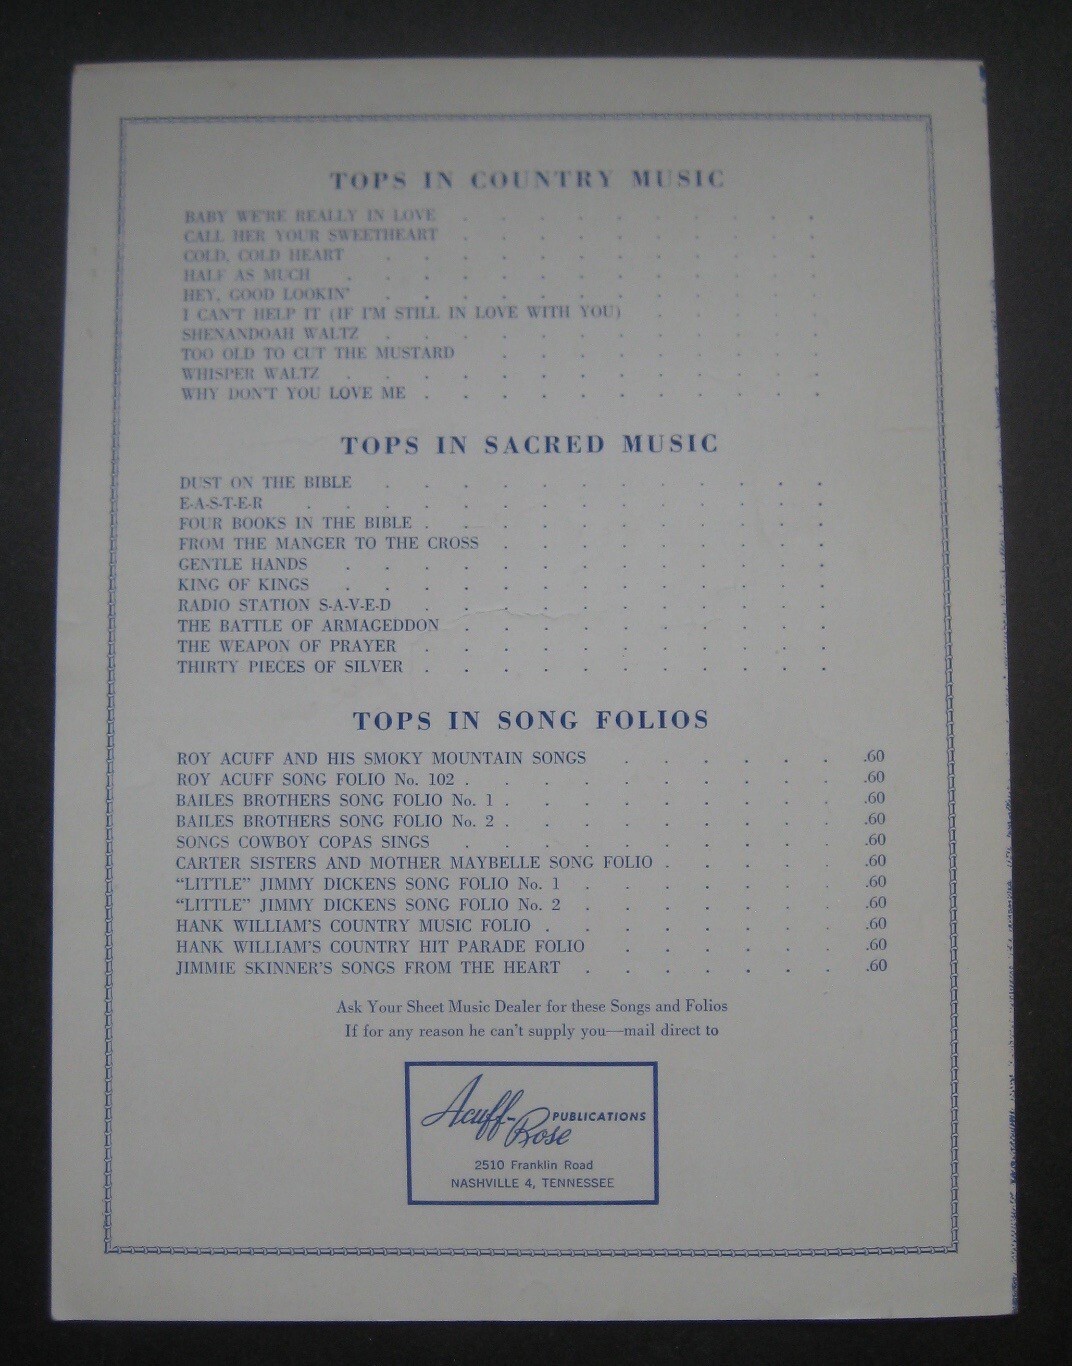 TOPS IN COUNTRY MUSIC
BABY WE'RE REALLY IN LOVE . . . . . . . . . .
CALL HER YOUR SWEETHEART . . . . . . . . . .
COLD, COLD HEART . . . . . . . . . . . .
HALF AS MUCH . . . . . . . . . . . . .
HEY, GOOD LOOKIN' . . . . . . . . . . . .
I CAN'T HELP IT (IF I'M STILL IN LOVE WITH YOU) . . . . .
SHENANDOAH WALTZ . . . . . . . . . . . .
TOO OLD TO CUT THE MUSTARD . . . . . . . . .
WHISPER WALTZ . . . . . . . . . . . . .
WHY DON'T YOU LOVE ME . . . . . . . . . . .
TOPS IN SACRED MUSIC
DUST ON THE BIBLE . . . . . . . . . . . .
E-A-S-T-E-R . . . . . . . . . . . . . .
FOUR BOOKS IN THE BIBLE . . . . . . . . . . .
FROM THE MANGER TO THE CROSS . . . . . . . . .
GENTLE HANDS . . . . . . . . . . . . .
KING OF KINGS . . . . . . . . . . . . .
RADIO STATION S-A-V-E-D . . . . . . . . . . .
THE BATTLE OF ARMAGEDDON . . . . . . . . . .
THE WEAPON OF PRAYER . . . . . . . . . . .
THIRTY PIECES OF SILVER . . . . . . . . . . .
TOPS IN SONG FOLIOS
ROY ACUFF AND HIS SMOKY MOUNTAIN SONGS . . . . . . .60
ROY ACUFF SONG FOLIO No. 102 . . . . . . . . . . .60
BAILES BROTHERS SONG FOLIO No. 1 . . . . . . . . . .60
BAILES BROTHERS SONG FOLIO No. 2 . . . . . . . . . .60
SONGS COWBOY COPAS SINGS . . . . . . . . . . .60
CARTER SISTERS AND MOTHER MAYBELLE SONG FOLIO . . . . . .60
“LITTLE” JIMMY DICKENS SONG FOLIO No. 1 . . . . . . . .60
“LITTLE” JIMMY DICKENS SONG FOLIO No. 2 . . . . . . . .60
HANK WILLIAM'S COUNTRY MUSIC FOLIO . . . . . . . . .60
HANK WILLIAM'S COUNTRY HIT PARADE FOLIO . . . . . . .60
JIMMIE SKINNER'S SONGS FROM THE HEART . . . . . . . .60
Ask Your Sheet Music Dealer for these Songs and Folios
If for any reason he can't supply you—mail direct to
Acuff-Rose PUBLICATIONS
2510 Franklin Road
NASHVILLE 4, TENNESSEE